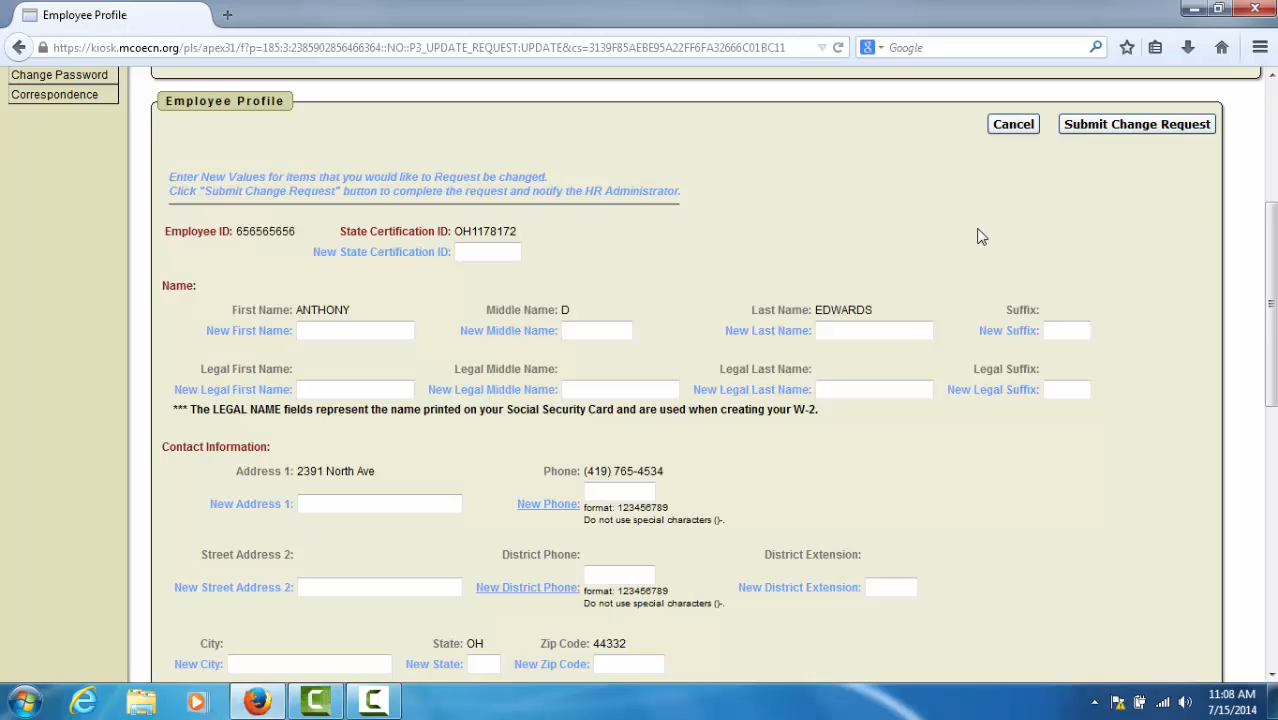 Employee Profile
https://kiosk.mcoecn.org/pls/apex31/f?p=185:3:2385902856466364::NO::P3_UPDATE_REQUEST:UPDATE&cs=3139F85AEBE95A22FF6FA32666C01BC11
Google
Change Password
Correspondence
Employee Profile
Cancel Submit Change Request
Enter New Values for items that you would like to Request be changed.
Click "Submit Change Request" button to complete the request and notify the HR Administrator.
Employee ID: 656565656 State Certification ID: OH1178172
New State Certification ID:
Name:
First Name: ANTHONY Middle Name: D Last Name: EDWARDS Suffix:
New First Name: New Middle Name: New Last Name: New Suffix:
Legal First Name: Legal Middle Name: Legal Last Name: Legal Suffix:
New Legal First Name: New Legal Middle Name: New Legal Last Name: New Legal Suffix:
*** The LEGAL NAME fields represent the name printed on your Social Security Card and are used when creating your W-2.
Contact Information:
Address 1: 2391 North Ave Phone: (419) 765-4534
New Address 1: New Phone: format: 123456789
Do not use special characters ()-.
Street Address 2: District Phone: District Extension:
New Street Address 2: New District Phone: format: 123456789 New District Extension:
Do not use special characters ()-.
City: State: OH Zip Code: 44332
New City: New State: New Zip Code:
11:08 AM
7/15/2014